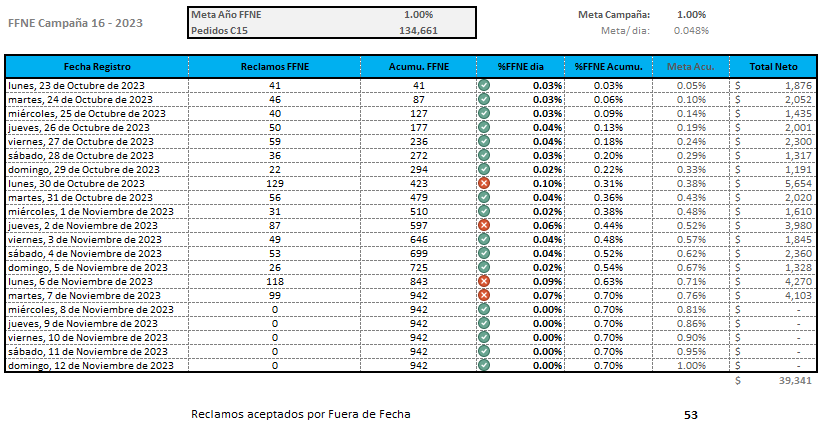 FFNE Campaña 16 - 2023
Meta Año FFNE 1.00%
Pedidos C15 134,661
Meta Campaña: 1.00%
Meta/ dia: 0.048%
Fecha Registro Reclamos FFNE Acumu. FFNE %FFNE dia %FFNE Acumu. Meta Acu. Total Neto
lunes, 23 de Octubre de 2023 41 41 0.03% 0.03% 0.05% $ 1,876
martes, 24 de Octubre de 2023 46 87 0.03% 0.06% 0.10% $ 2,052
miércoles, 25 de Octubre de 2023 40 127 0.03% 0.09% 0.14% $ 1,435
jueves, 26 de Octubre de 2023 50 177 0.04% 0.13% 0.19% $ 2,001
viernes, 27 de Octubre de 2023 59 236 0.04% 0.18% 0.24% $ 2,300
sábado, 28 de Octubre de 2023 36 272 0.03% 0.20% 0.29% $ 1,317
domingo, 29 de Octubre de 2023 22 294 0.02% 0.22% 0.33% $ 1,191
lunes, 30 de Octubre de 2023 129 423 0.10% 0.31% 0.38% $ 5,654
martes, 31 de Octubre de 2023 56 479 0.04% 0.36% 0.43% $ 2,020
miércoles, 1 de Noviembre de 2023 31 510 0.02% 0.38% 0.48% $ 1,610
jueves, 2 de Noviembre de 2023 87 597 0.06% 0.44% 0.52% $ 3,980
viernes, 3 de Noviembre de 2023 49 646 0.04% 0.48% 0.57% $ 1,845
sábado, 4 de Noviembre de 2023 53 699 0.04% 0.52% 0.62% $ 2,360
domingo, 5 de Noviembre de 2023 26 725 0.02% 0.54% 0.67% $ 1,328
lunes, 6 de Noviembre de 2023 118 843 0.09% 0.63% 0.71% $ 4,270
martes, 7 de Noviembre de 2023 99 942 0.07% 0.70% 0.76% $ 4,103
miércoles, 8 de Noviembre de 2023 0 942 0.00% 0.70% 0.81% $ -
jueves, 9 de Noviembre de 2023 0 942 0.00% 0.70% 0.86% $ -
viernes, 10 de Noviembre de 2023 0 942 0.00% 0.70% 0.90% $ -
sábado, 11 de Noviembre de 2023 0 942 0.00% 0.70% 0.95% $ -
domingo, 12 de Noviembre de 2023 0 942 0.00% 0.70% 1.00% $ -
$ 39,341
Reclamos aceptados por Fuera de Fecha 53